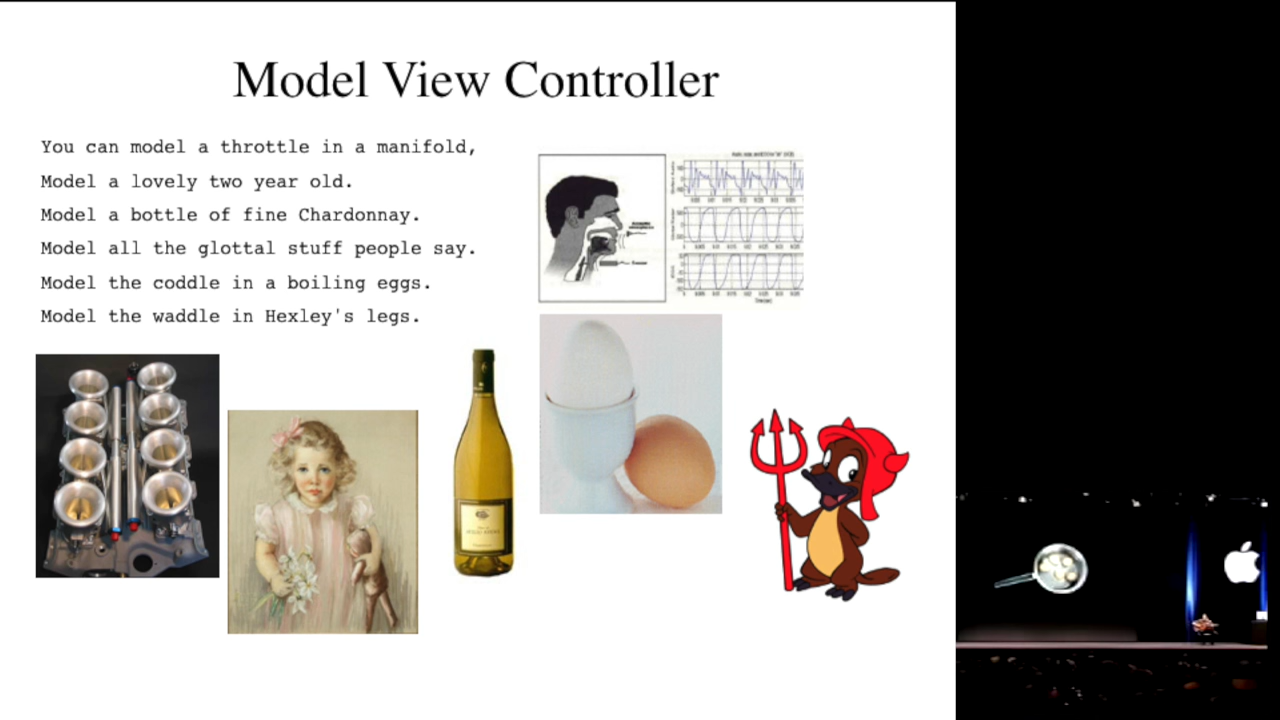 Model View Controller
You can model a throttle in a manifold,
Model a lovely two year old.
Model a bottle of fine Chardonnay.
Model all the glottal stuff people say.
Model the coddle in a boiling eggs.
Model the waddle in Hexley's legs.